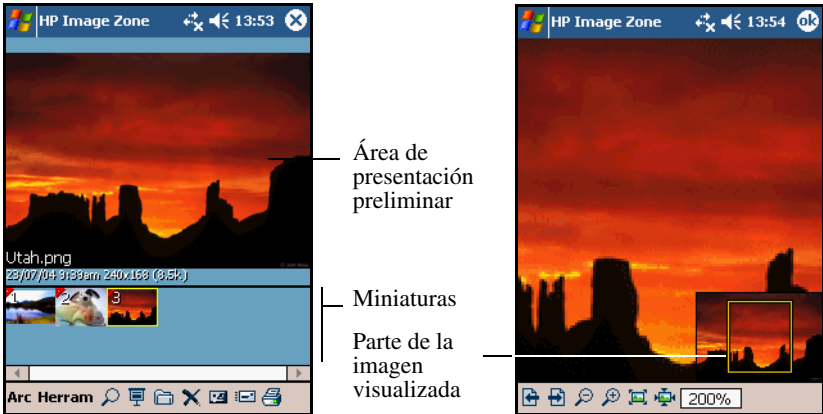 HP Image Zone 13:53
Utah.png
23/07/04 9:39am 240x168 (8.5k)
1 2 3
Arc Herram
Área de
presentación
preliminar
Miniaturas
Parte de la
imagen
visualizada
HP Image Zone 13:54 ok
200%